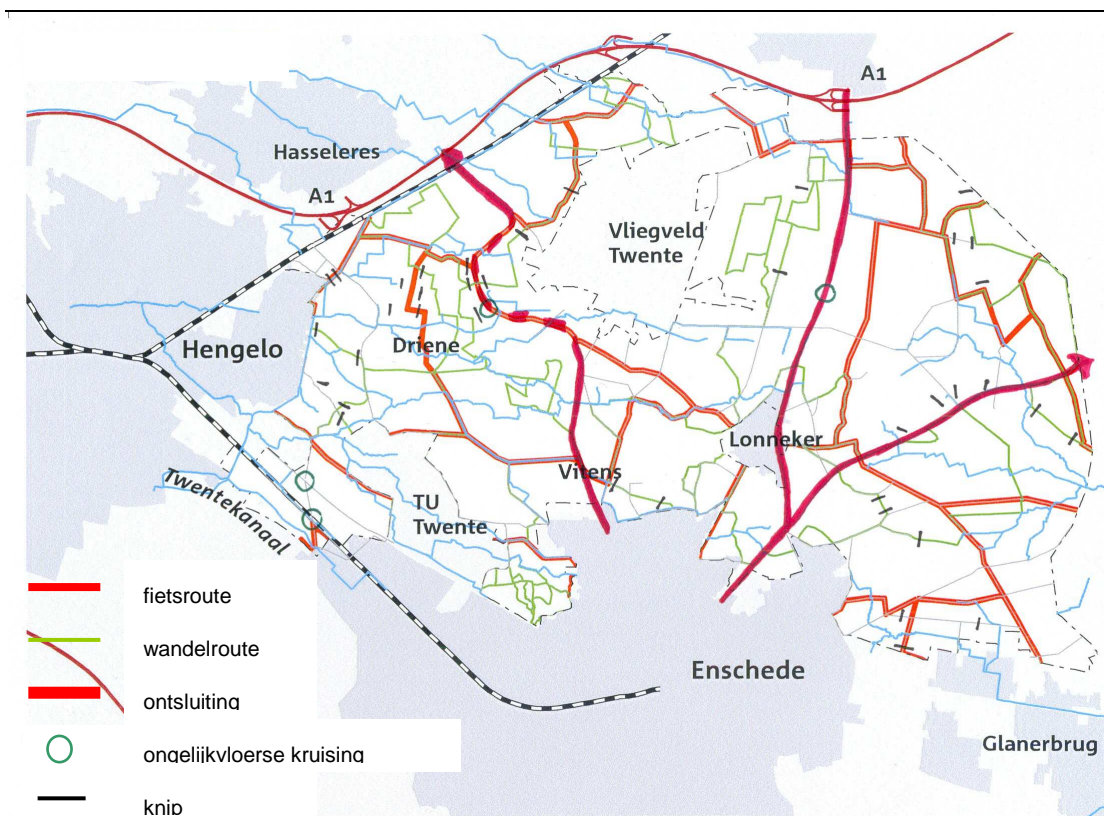 A1
Hasseleres
A1
Vliegveld
Twente
Hengelo
Driene
Lonneker
Vitens
Twentekanaal
TU
Twente
fietsroute
wandelroute
Enschede
ontsluiting
Glanerbrug
ongelijkvloerse kruising
knip